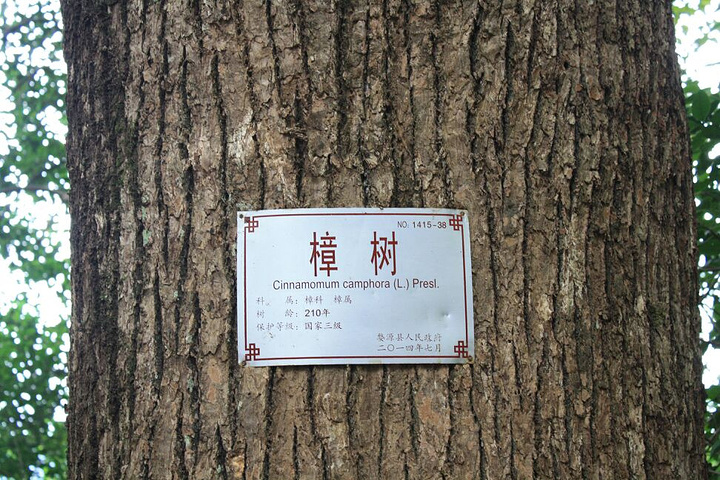 NO: 1415-38
樟树
Cinnamomum camphora (L.) Presl.
科 属：樟科 樟属
树 龄：210年
保护等级：国家三级
婺源县人民政府
二〇一四年七月